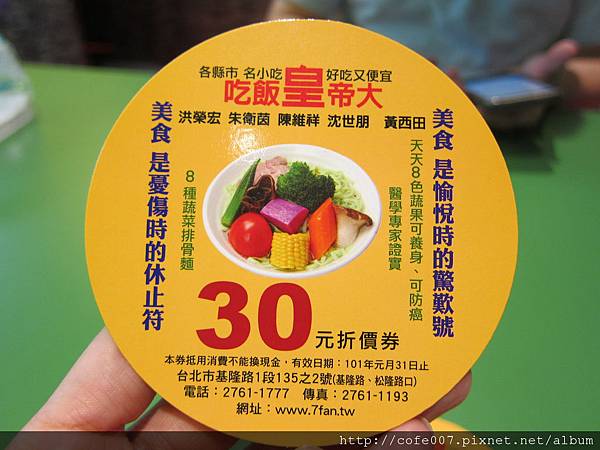 各縣市 名小吃 好吃又便宜
吃飯皇帝大
洪榮宏 朱衛茵 陳維祥 沈世朋 黃西田
美食 是愉悅時的驚歎號
天天8色蔬果可養身、可防癌
醫學專家證實
8種蔬菜排骨麵
美食 是憂傷時的休止符
30元折價券
本券抵用消費不能換現金，有效日期：101年元月31日止
台北市基隆路1段135之2號(基隆路、松隆路口)
電話：2761-1777 傳真：2761-1193
網址：www.7fan.tw
http://cofe007.pixnet.net/album